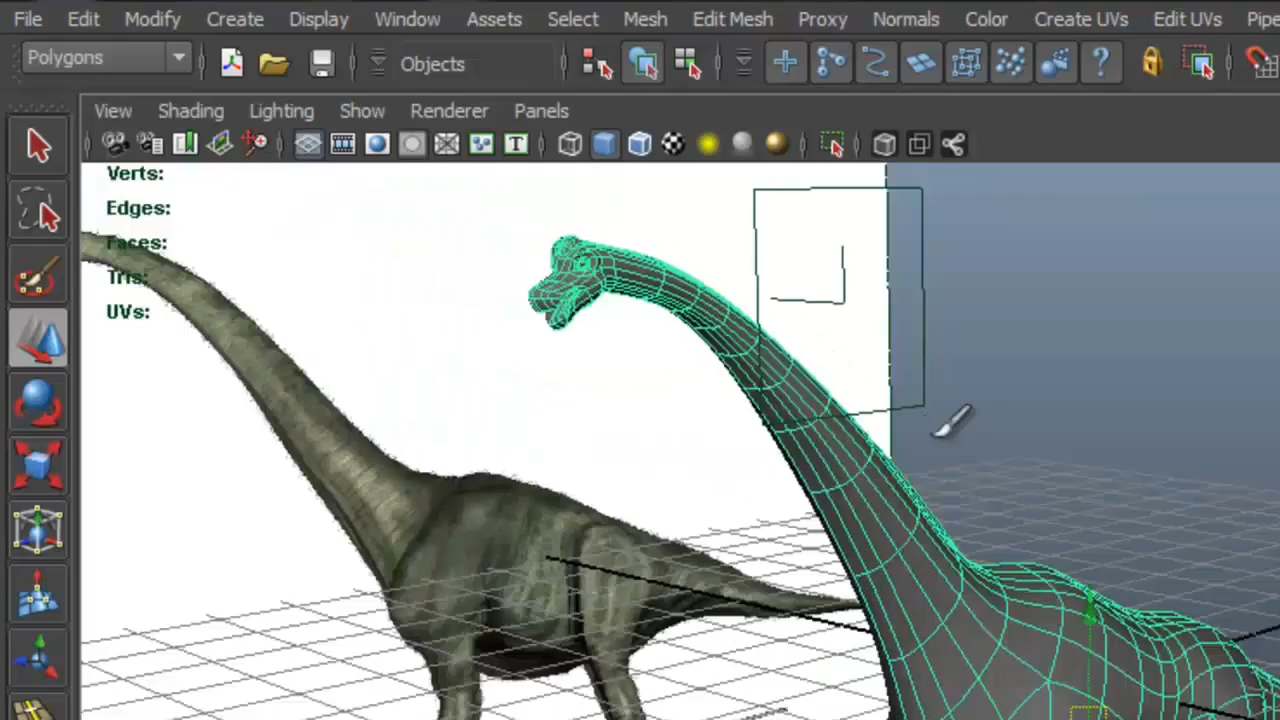 File Edit Modify Create Display Window Assets Select Mesh Edit Mesh Proxy Normals Color Create UVs Edit UVs Pipe
Polygons Objects ?
View Shading Lighting Show Renderer Panels
T
Verts:
Edges:
Faces:
Tris:
UVs: